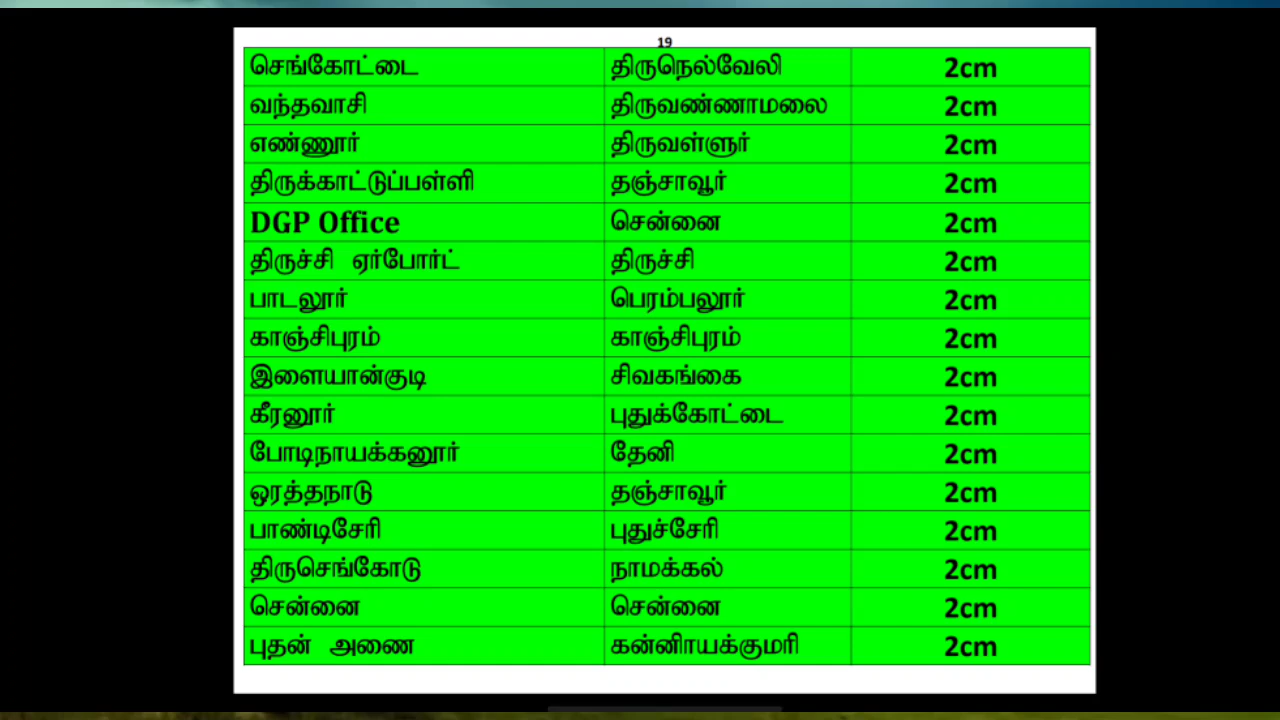 19
செங்கோட்டை திருநெல்வேலி 2cm
வந்தவாசி திருவண்ணாமலை 2cm
எண்ணூர் திருவள்ளுர் 2cm
திருக்காட்டுப்பள்ளி தஞ்சாவூர் 2cm
DGP Office சென்னை 2cm
திருச்சி ஏர்போர்ட் திருச்சி 2cm
பாடலூர் பெரம்பலூர் 2cm
காஞ்சிபுரம் காஞ்சிபுரம் 2cm
இளையான்குடி சிவகங்கை 2cm
கீரனூர் புதுக்கோட்டை 2cm
போடிநாயக்கனூர் தேனி 2cm
ஒரத்தநாடு தஞ்சாவூர் 2cm
பாண்டிசேரி புதுச்சேரி 2cm
திருசெங்கோடு நாமக்கல் 2cm
சென்னை சென்னை 2cm
புதன் அணை கன்னிாயக்குமரி 2cm